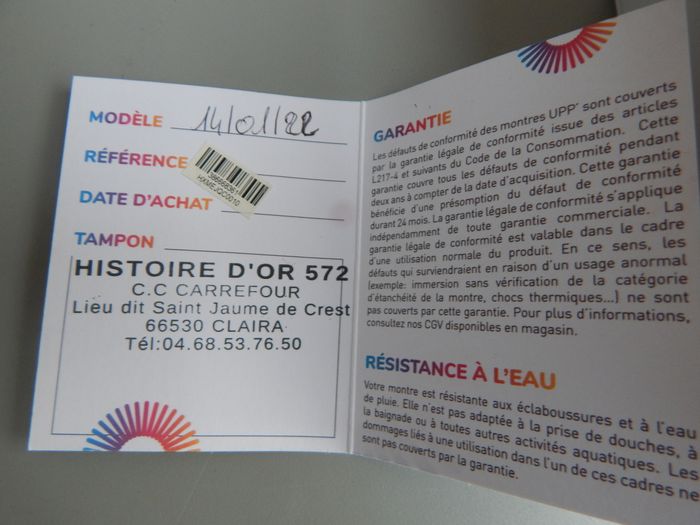 MODÈLE 14/01/22
RÉFÉRENCE
DATE D'ACHAT
TAMPON
HISTOIRE D'OR 572
C.C CARREFOUR
Lieu dit Saint Jaume de Crest
66530 CLAIRA
Tél:04.68.53.76.50
GARANTIE
Les défauts de conformité des montres UPP' sont couverts
par la garantie légale de conformité issue des articles
L.217-4 et suivants du Code de la Consommation. Cette
garantie couvre tous les défauts de conformité pendant
deux ans à compter de la date d'acquisition. Cette garantie
bénéficie d'une présomption du défaut de conformité
durant 24 mois. La garantie légale de conformité s'applique
indépendamment de toute garantie commerciale. La
garantie légale de conformité est valable dans le cadre
d'une utilisation normale du produit. En ce sens, les
défauts qui surviendraient en raison d'un usage anormal
(exemple: immersion sans vérification de la catégorie
d'étanchéité de la montre, chocs thermiques...) ne sont
pas couverts par cette garantie. Pour plus d'informations,
consultez nos CGV disponibles en magasin.
RÉSISTANCE À L'EAU
Votre montre est résistante aux éclaboussures et à l'eau
de pluie. Elle n'est pas adaptée à la prise de douches, à
la baignade ou à toutes autres activités aquatiques. Les
dommages liés à une utilisation dans l'un de ces cadres ne
sont pas couverts par la garantie.